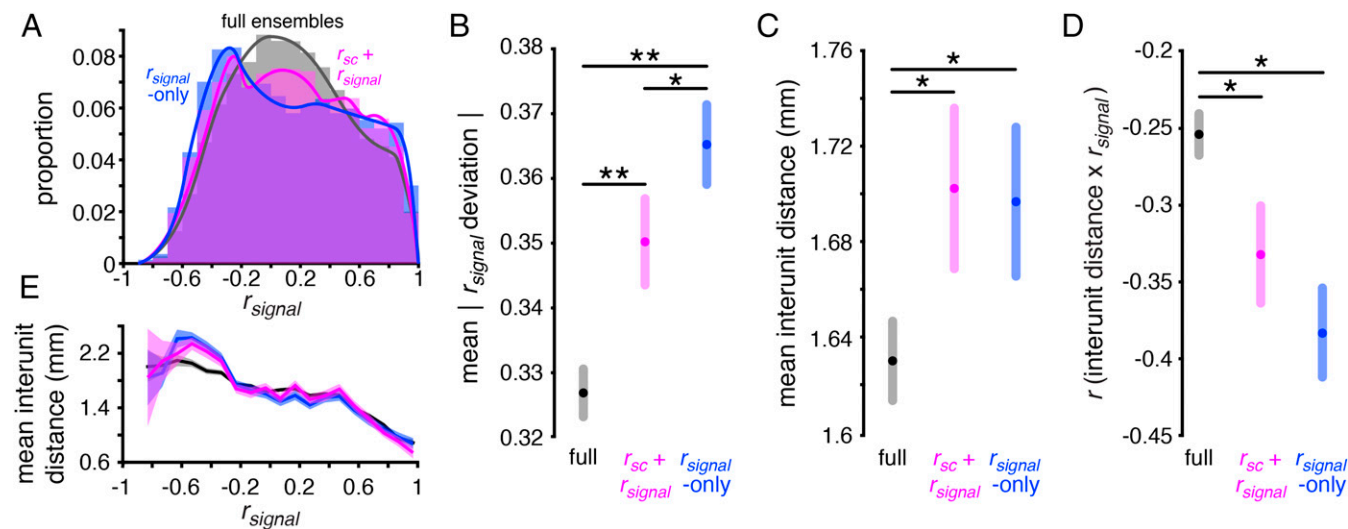 A
full ensembles
r_sc +
r_signal
r_signal
-only
proportion
0.08
0.06
0.04
0.02
0
-1 -0.6 -0.2 0.2 0.6 1
r_signal
B
mean | r_signal deviation |
0.38
0.37
0.36
0.35
0.34
0.33
0.32
**
*
**
full r_sc + r_signal
r_signal -only
C
mean interunit distance (mm)
1.76
1.72
1.68
1.64
1.6
*
*
full r_sc + r_signal
r_signal -only
D
r (interunit distance x r_signal)
-0.2
-0.25
-0.3
-0.35
-0.4
-0.45
*
*
full r_sc + r_signal
r_signal -only
E
mean interunit
distance (mm)
2.2
1.4
0.6
-1 -0.6 -0.2 0.2 0.6 1
r_signal